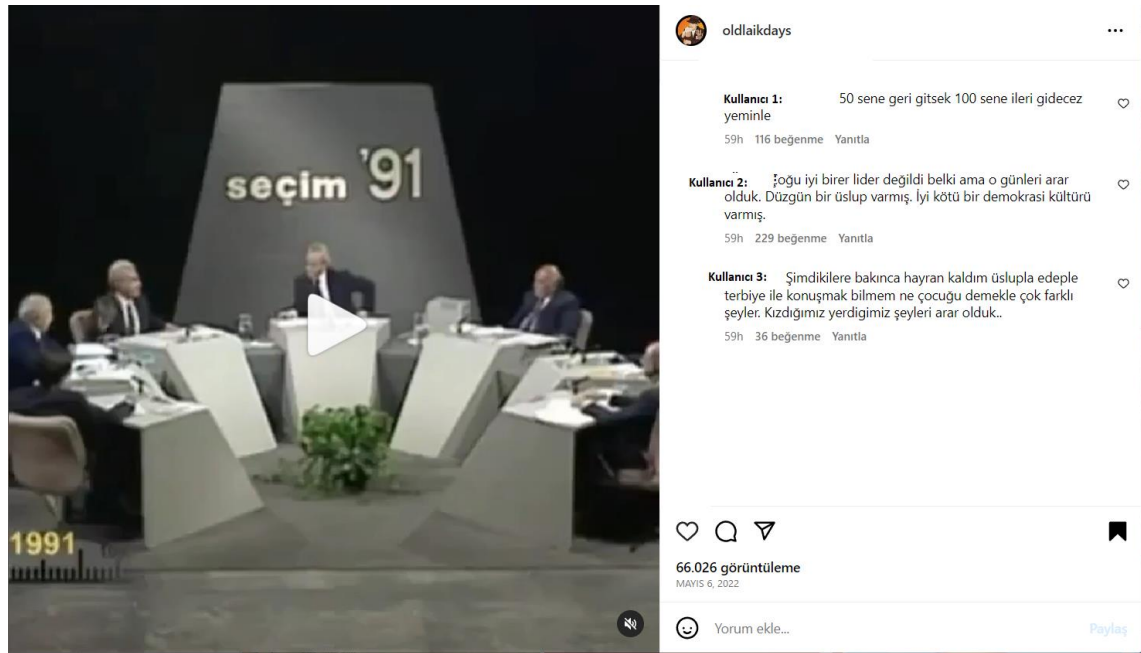 seçim '91
1991
oldlaikdays
Kullanıcı 1: 50 sene geri gitsek 100 sene ileri gidecez
yeminle
59h 116 beğenme Yanıtla
Kullanıcı 2: oğu iyi birer lider değildi belki ama o günleri arar
olduk. Düzgün bir üslup varmış. İyi kötü bir demokrasi kültürü
varmış.
59h 229 beğenme Yanıtla
Kullanıcı 3: Şimdikilere bakınca hayran kaldım üslupla edeple
terbiye ile konuşmak bilmem ne çocuğu demekle çok farklı
şeyler. Kızdığımız yerdigimiz şeyleri arar olduk..
59h 36 beğenme Yanıtla
66.026 görüntüleme
MAYIS 6, 2022
Yorum ekle...
Paylaş